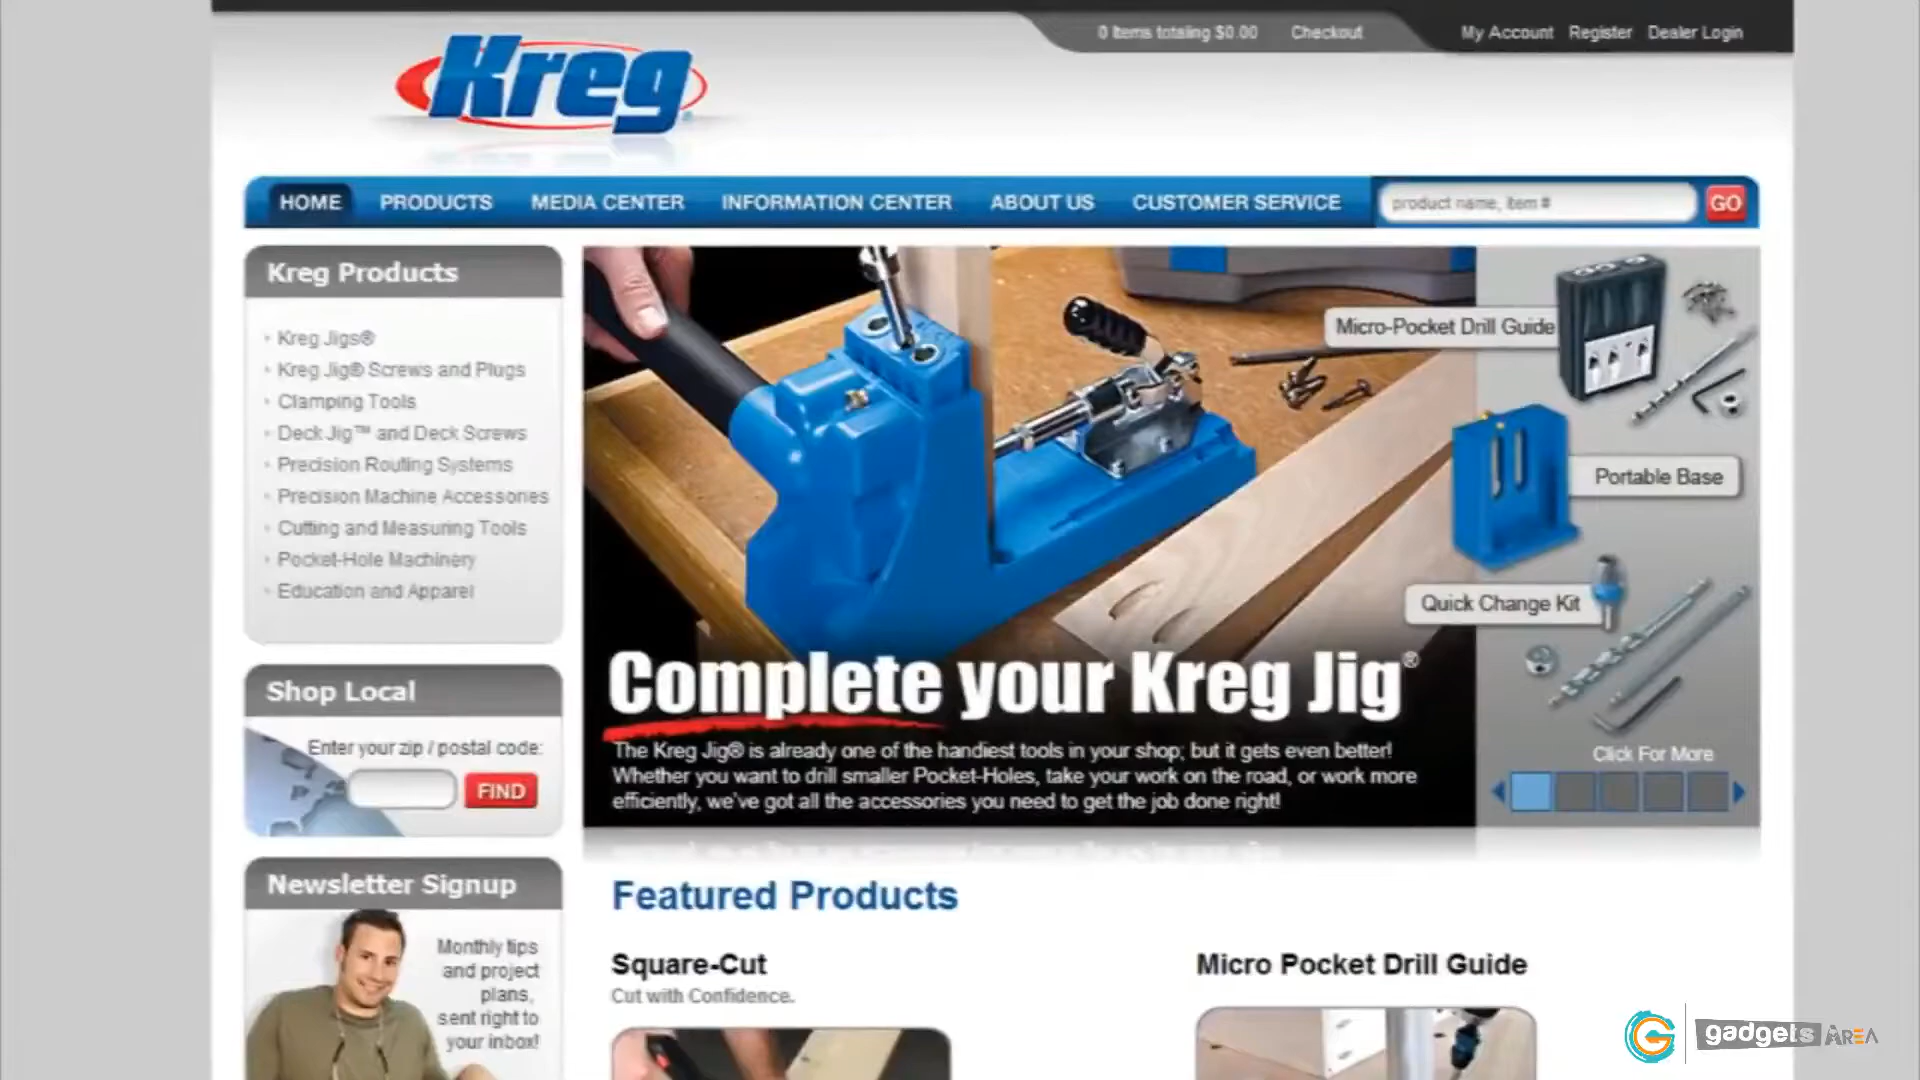 0 Items totaling $0.00
Checkout
My Account
Register
Dealer Login
Kreg
HOME
PRODUCTS
MEDIA CENTER
INFORMATION CENTER
ABOUT US
CUSTOMER SERVICE
product name, item #
GO
Kreg Products
Kreg Jigs®
Kreg Jig® Screws and Plugs
Clamping Tools
Deck Jig™ and Deck Screws
Precision Routing Systems
Precision Machine Accessories
Cutting and Measuring Tools
Pocket-Hole Machinery
Education and Apparel
Micro-Pocket Drill Guide
Portable Base
Quick Change Kit
Complete your Kreg Jig®
The Kreg Jig® is already one of the handiest tools in your shop; but it gets even better!
Whether you want to drill smaller Pocket-Holes, take your work on the road, or work more
efficiently, we've got all the accessories you need to get the job done right!
Click For More
Shop Local
Enter your zip / postal code:
FIND
Newsletter Signup
Monthly tips
and project
plans,
sent right to
your inbox!
Featured Products
Square-Cut
Cut with Confidence.
Micro Pocket Drill Guide
gadgets AREA